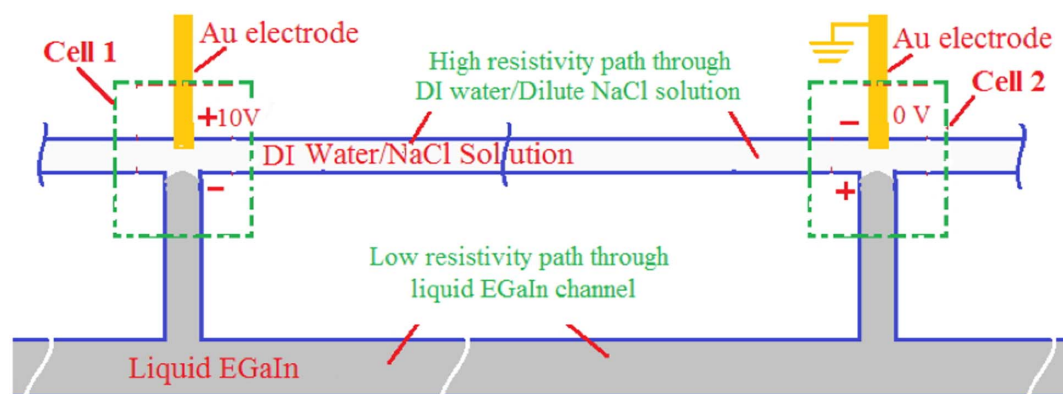 Cell 1
Au electrode
High resistivity path through
DI water/Dilute NaCl solution
Au electrode
Cell 2
+10V
− 0 V
DI Water/NaCl Solution
−
+
Low resistivity path through
liquid EGaIn channel
Liquid EGaIn